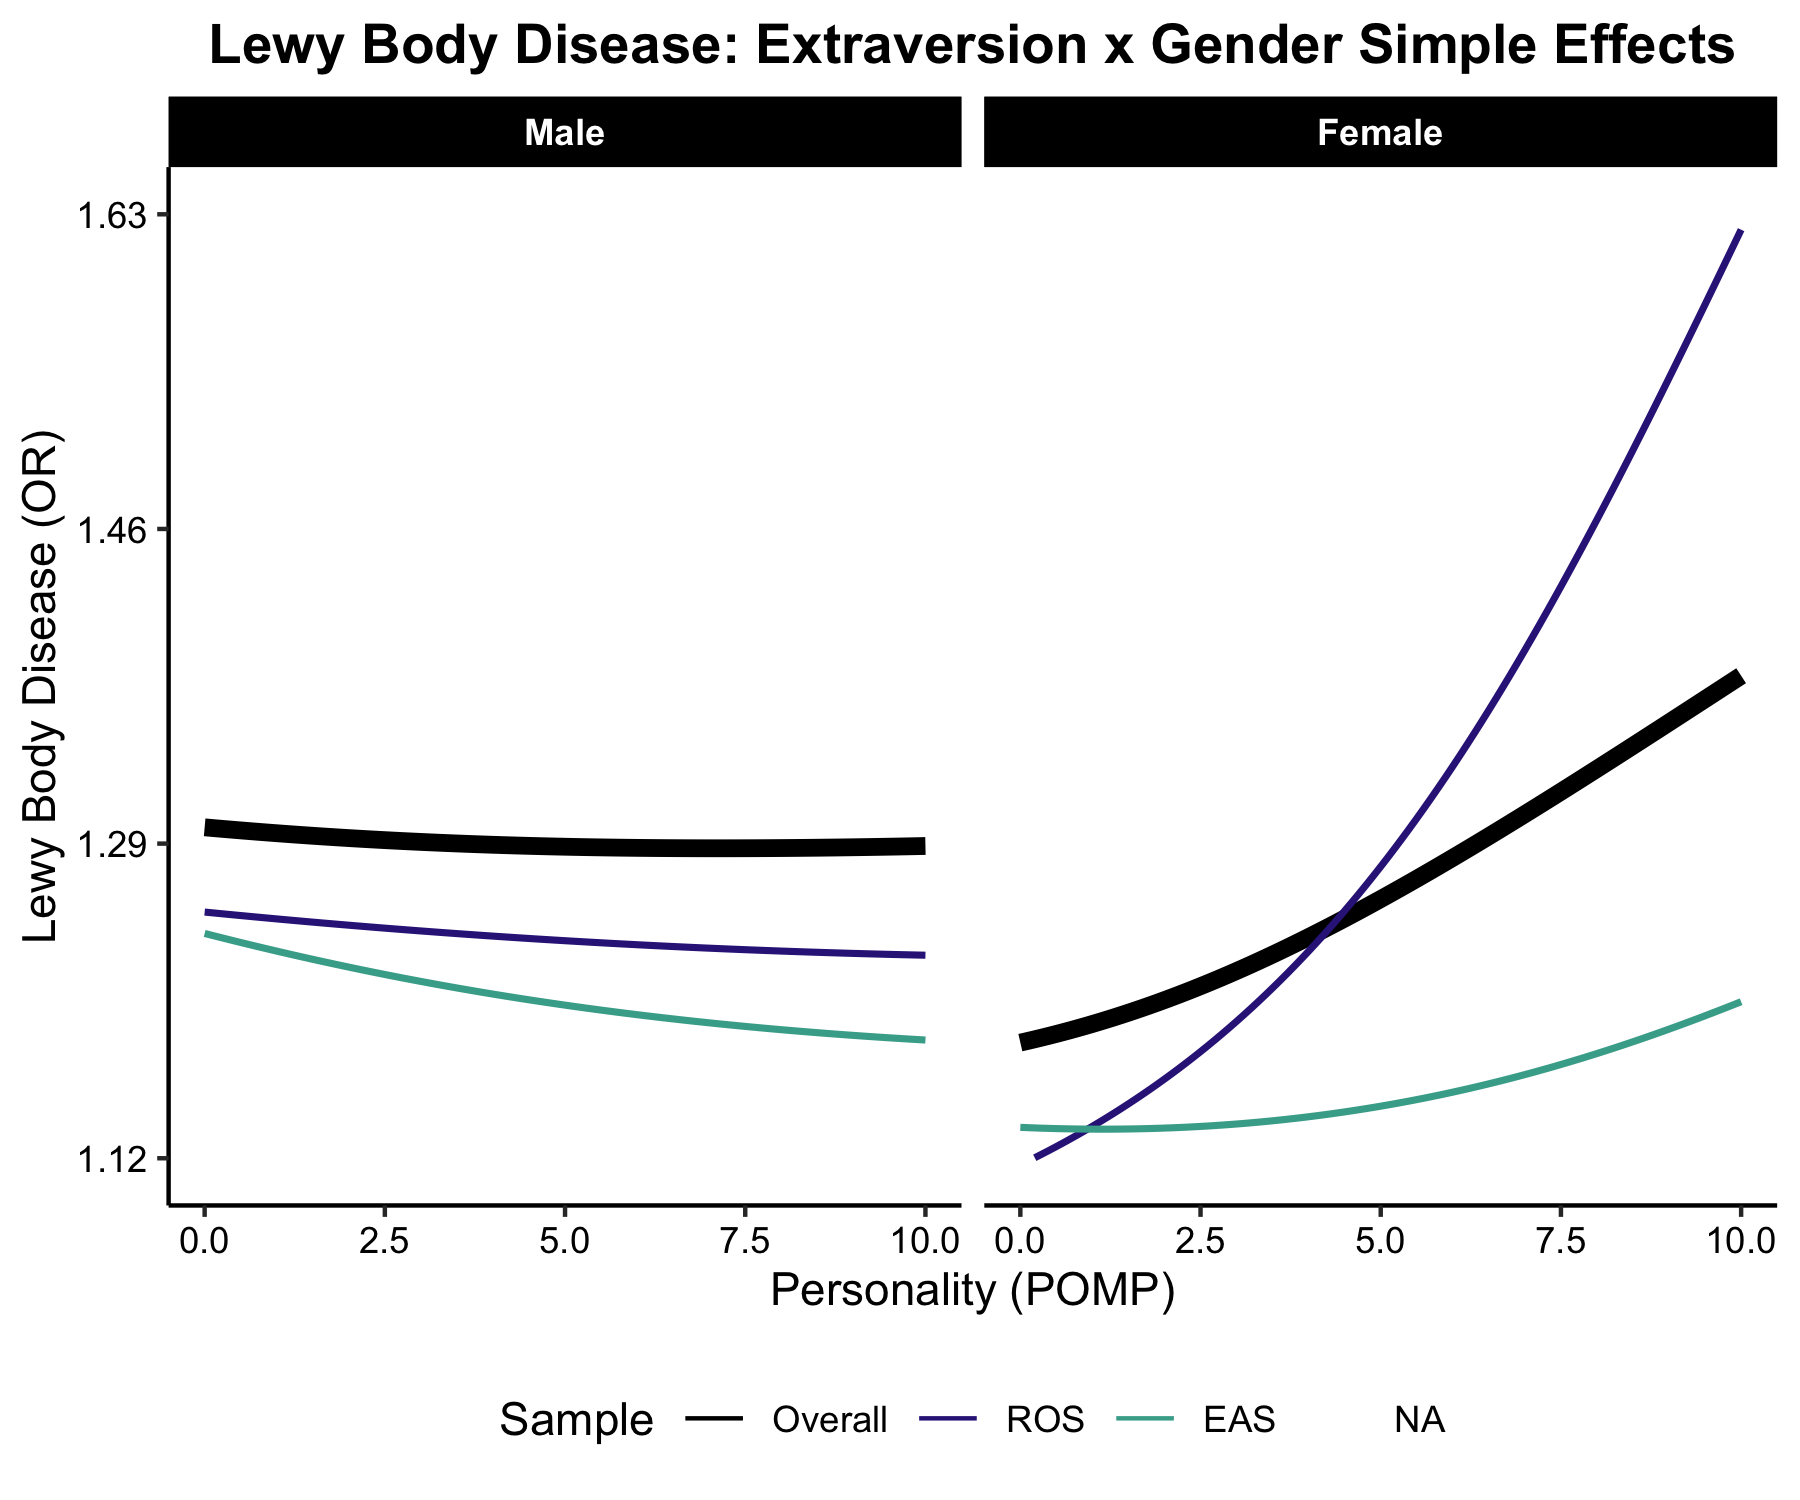 Lewy Body Disease: Extraversion x Gender Simple Effects
Male
Female
Lewy Body Disease (OR)
1.63
1.46
1.29
1.12
0.0 2.5 5.0 7.5 10.0
0.0 2.5 5.0 7.5 10.0
Personality (POMP)
Sample Overall ROS EAS NA